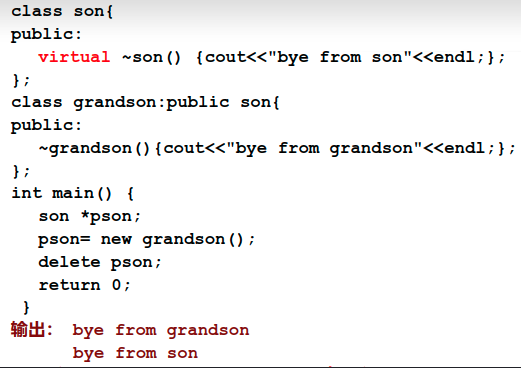 class son{
public:
virtual ~son() {cout<<"bye from son"<<endl;};
};
class grandson:public son{
public:
~grandson(){cout<<"bye from grandson"<<endl;};
};
int main() {
son *pson;
pson= new grandson();
delete pson;
return 0;
}
输出： bye from grandson
bye from son